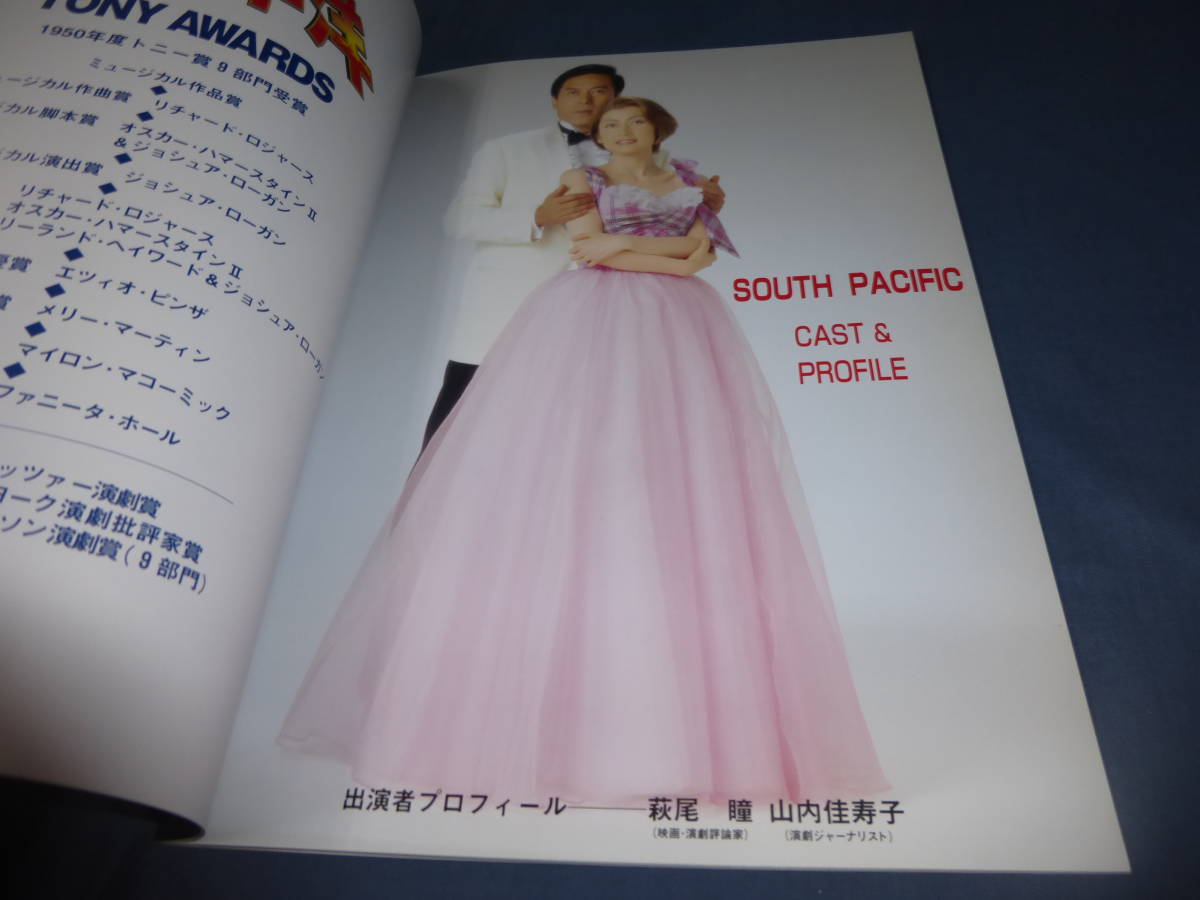 TONY AWARDS
1950年度トニー賞9部門受賞
ミュージカル作品賞
ージカル作曲賞 リチャード・ロジャース
カル脚本賞 オスカー・ハマースタインⅡ
&ジョシュア・ローガン
カル演出賞 ジョシュア・ローガン
リチャード・ロジャース
オスカー・ハマースタインⅡ
リーランド・ヘイワード&ジョシュア・ローガン
優賞 エツィオ・ピンザ
賞 メリー・マーティン
マイロン・マコーミック
ファニータ・ホール
ッツァー演劇賞
ヨーク演劇批評家賞
ソン演劇賞(9部門)
SOUTH PACIFIC
CAST &
PROFILE
出演者プロフィール―――萩尾 瞳 山内佳寿子
(映画・演劇評論家) (演劇ジャーナリスト)